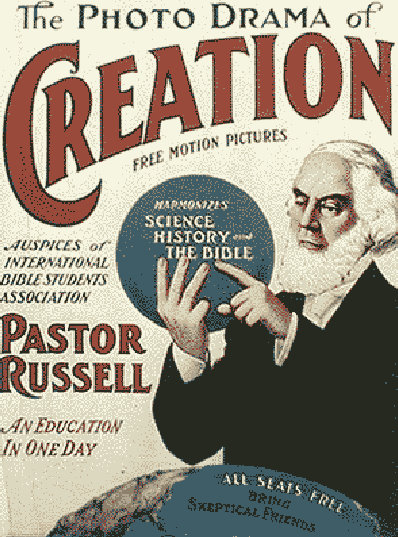 The PHOTO DRAMA of
CREATION
FREE MOTION PICTURES
HARMONIZES
SCIENCE
HISTORY and
THE BIBLE
AUSPICES of
INTERNATIONAL
BIBLE STUDENTS
ASSOCIATION
PASTOR
RUSSELL
AN EDUCATION
IN ONE DAY
ALL SEATS FREE
BRING
SKEPTICAL FRIENDS